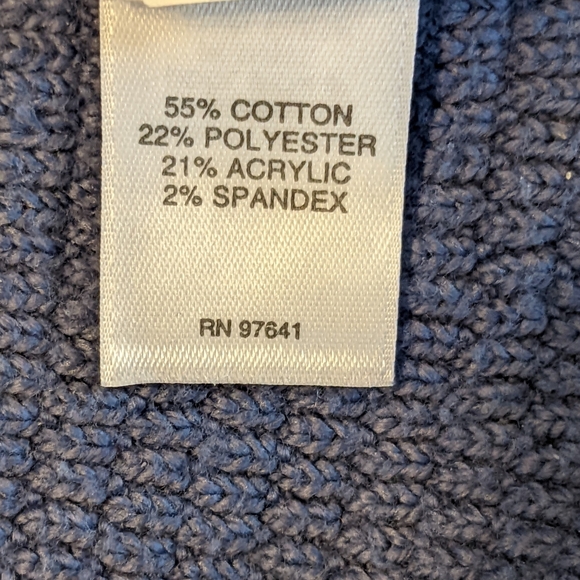 55% COTTON
22% POLYESTER
21% ACRYLIC
2% SPANDEX
RN 97641